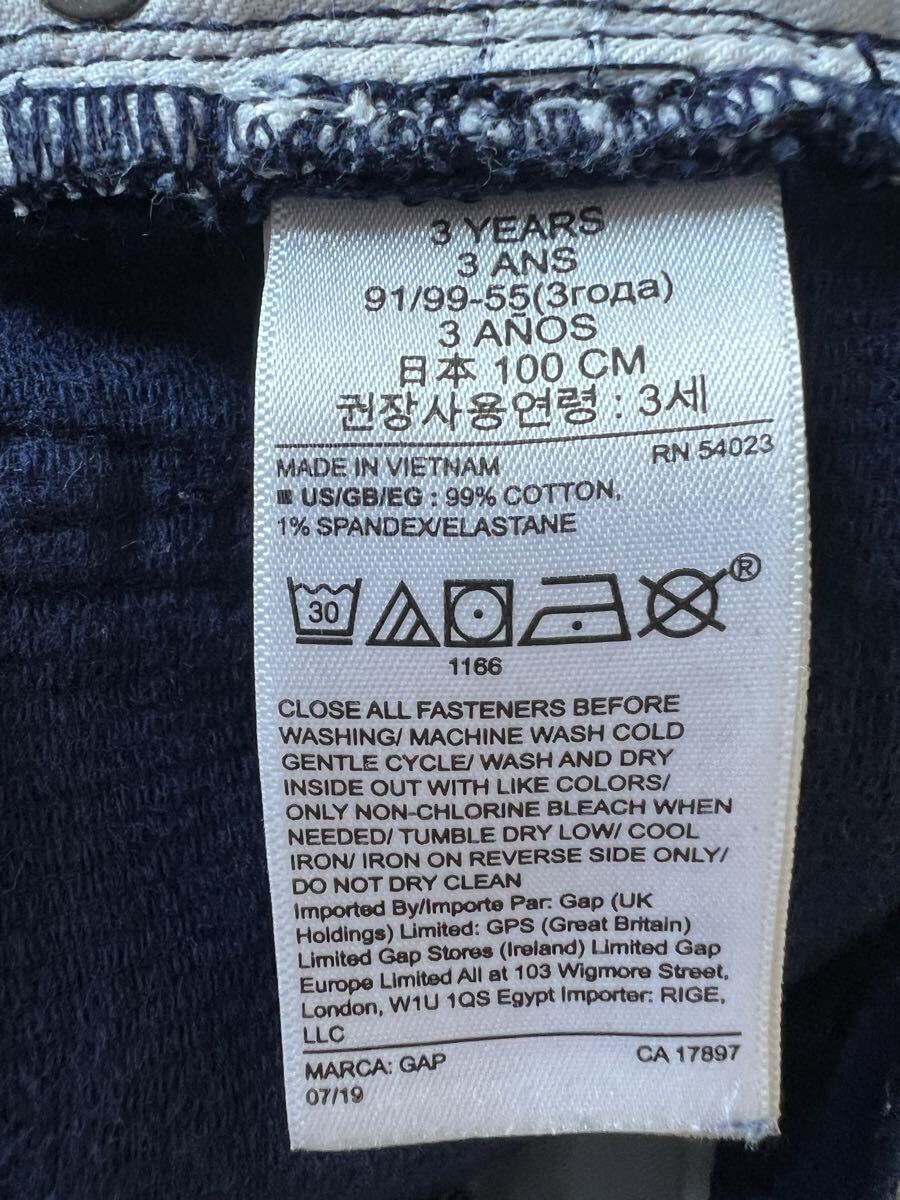 3 YEARS
3 ANS
91/99-55(3года)
3 AÑOS
日本 100 CM
권장사용연령 : 3세
RN 54023
MADE IN VIETNAM
US/GB/EG : 99% COTTON,
1% SPANDEX/ELASTANE
30
®
1166
CLOSE ALL FASTENERS BEFORE
WASHING/ MACHINE WASH COLD
GENTLE CYCLE/ WASH AND DRY
INSIDE OUT WITH LIKE COLORS/
ONLY NON-CHLORINE BLEACH WHEN
NEEDED/ TUMBLE DRY LOW/ COOL
IRON/ IRON ON REVERSE SIDE ONLY/
DO NOT DRY CLEAN
Imported By/Importe Par: Gap (UK
Holdings) Limited: GPS (Great Britain)
Limited Gap Stores (Ireland) Limited Gap
Europe Limited All at 103 Wigmore Street,
London, W1U 1QS Egypt Importer: RIGE,
LLC
MARCA: GAP
CA 17897
07/19